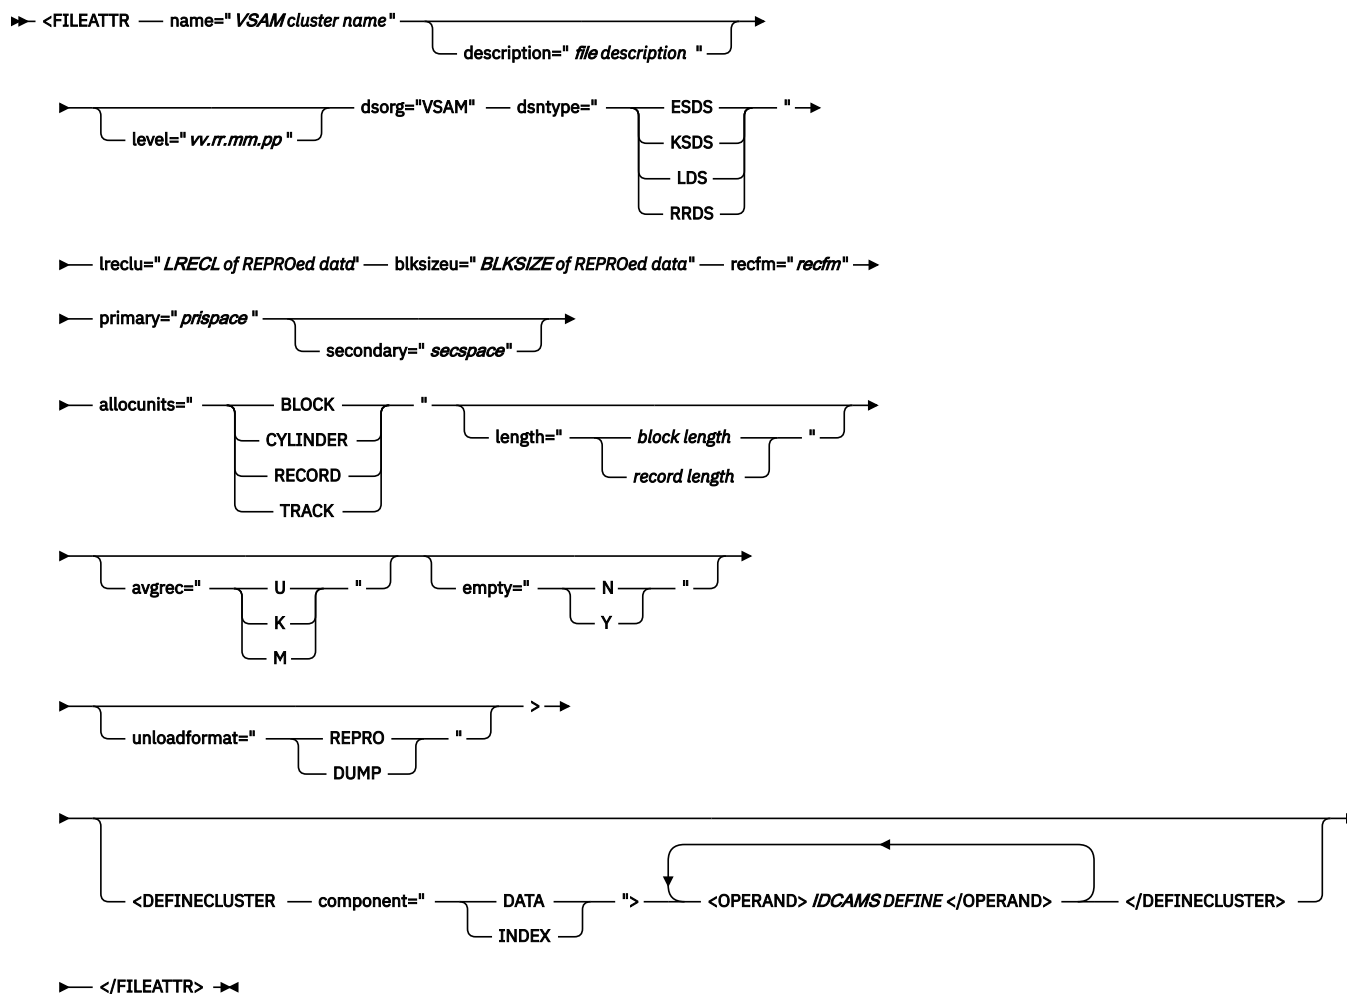 <FILEATTR name=" VSAM cluster name "
description=" file description "
level=" vv.rr.mm.pp " dsorg="VSAM" dsntype=" ESDS "
KSDS
LDS
RRDS
lreclu=" LRECL of REPROed data" blksizeu=" BLKSIZE of REPROed data" recfm=" recfm"
primary=" prispace "
secondary=" secspace"
allocunits=" BLOCK "
CYLINDER
RECORD
TRACK
length=" block length "
record length
avgrec=" U "
K
M
empty=" N "
Y
unloadformat=" REPRO " >
DUMP
<DEFINECLUSTER component=" DATA "> <OPERAND> IDCAMS DEFINE </OPERAND> </DEFINECLUSTER>
INDEX
</FILEATTR>